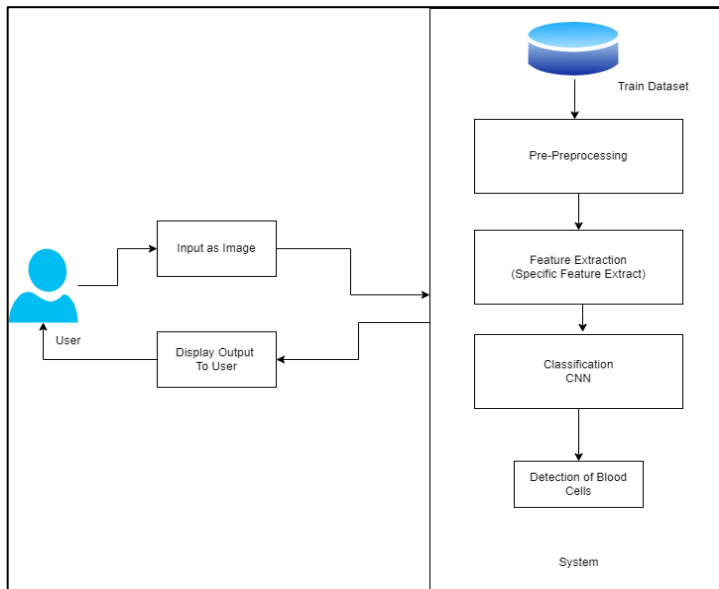 Train Dataset
Pre-Preprocessing
Input as Image
Feature Extraction
(Specific Feature Extract)
User
Display Output
To User
Classification
CNN
Detection of Blood
Cells
System